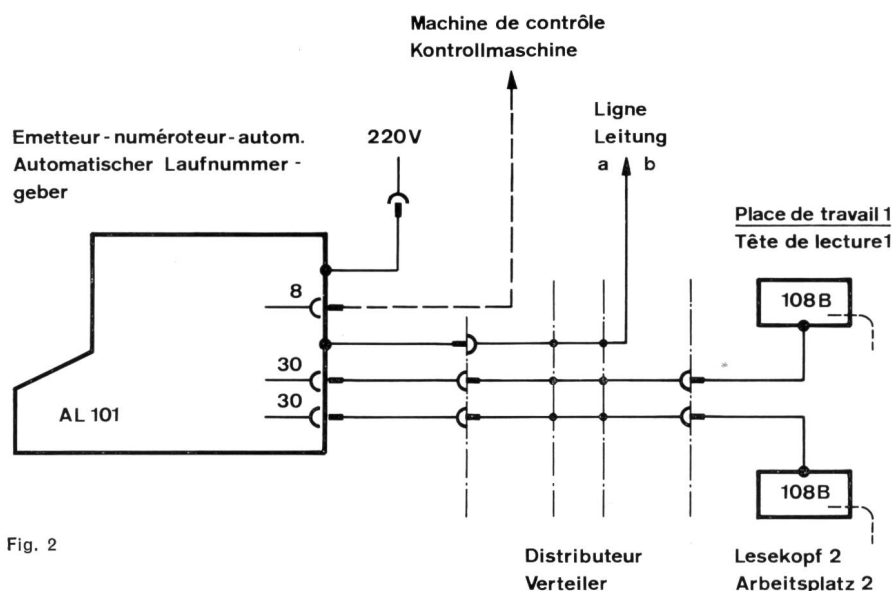 Machine de contrôle
Kontrollmaschine
Emetteur-numéroteur-autom.
Automatischer Laufnummer-
geber
220V
Ligne
Leitung
a b
Place de travail 1
Tête de lecture1
8
108B
30
30
AL 101
108B
Fig. 2
Distributeur
Verteiler
Lesekopf 2
Arbeitsplatz 2